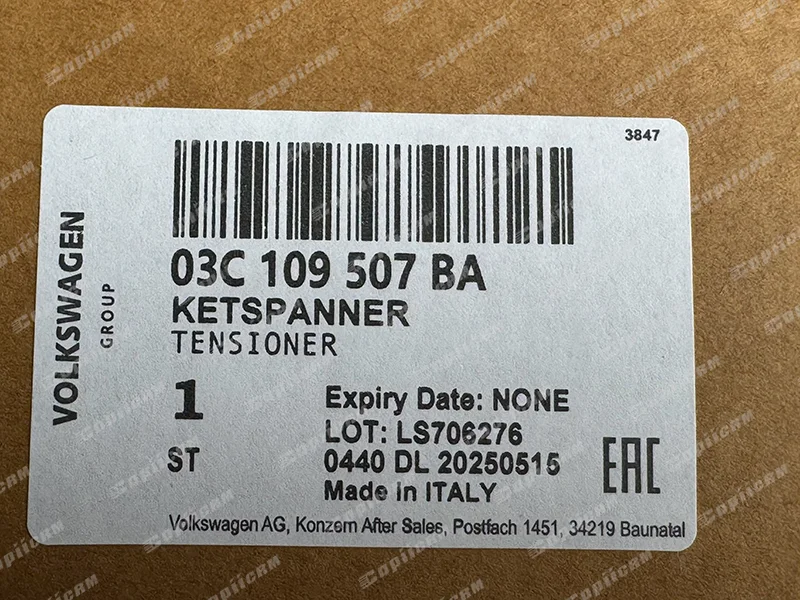 3847
VOLKSWAGEN
GROUP
03C 109 507 BA
KETSPANNER
TENSIONER
1
ST
Expiry Date: NONE
LOT: LS706276
0440 DL 20250515
Made in ITALY
EAC
Volkswagen AG, Konzern After Sales, Postfach 1451, 34219 Baunatal
CopiiCAM